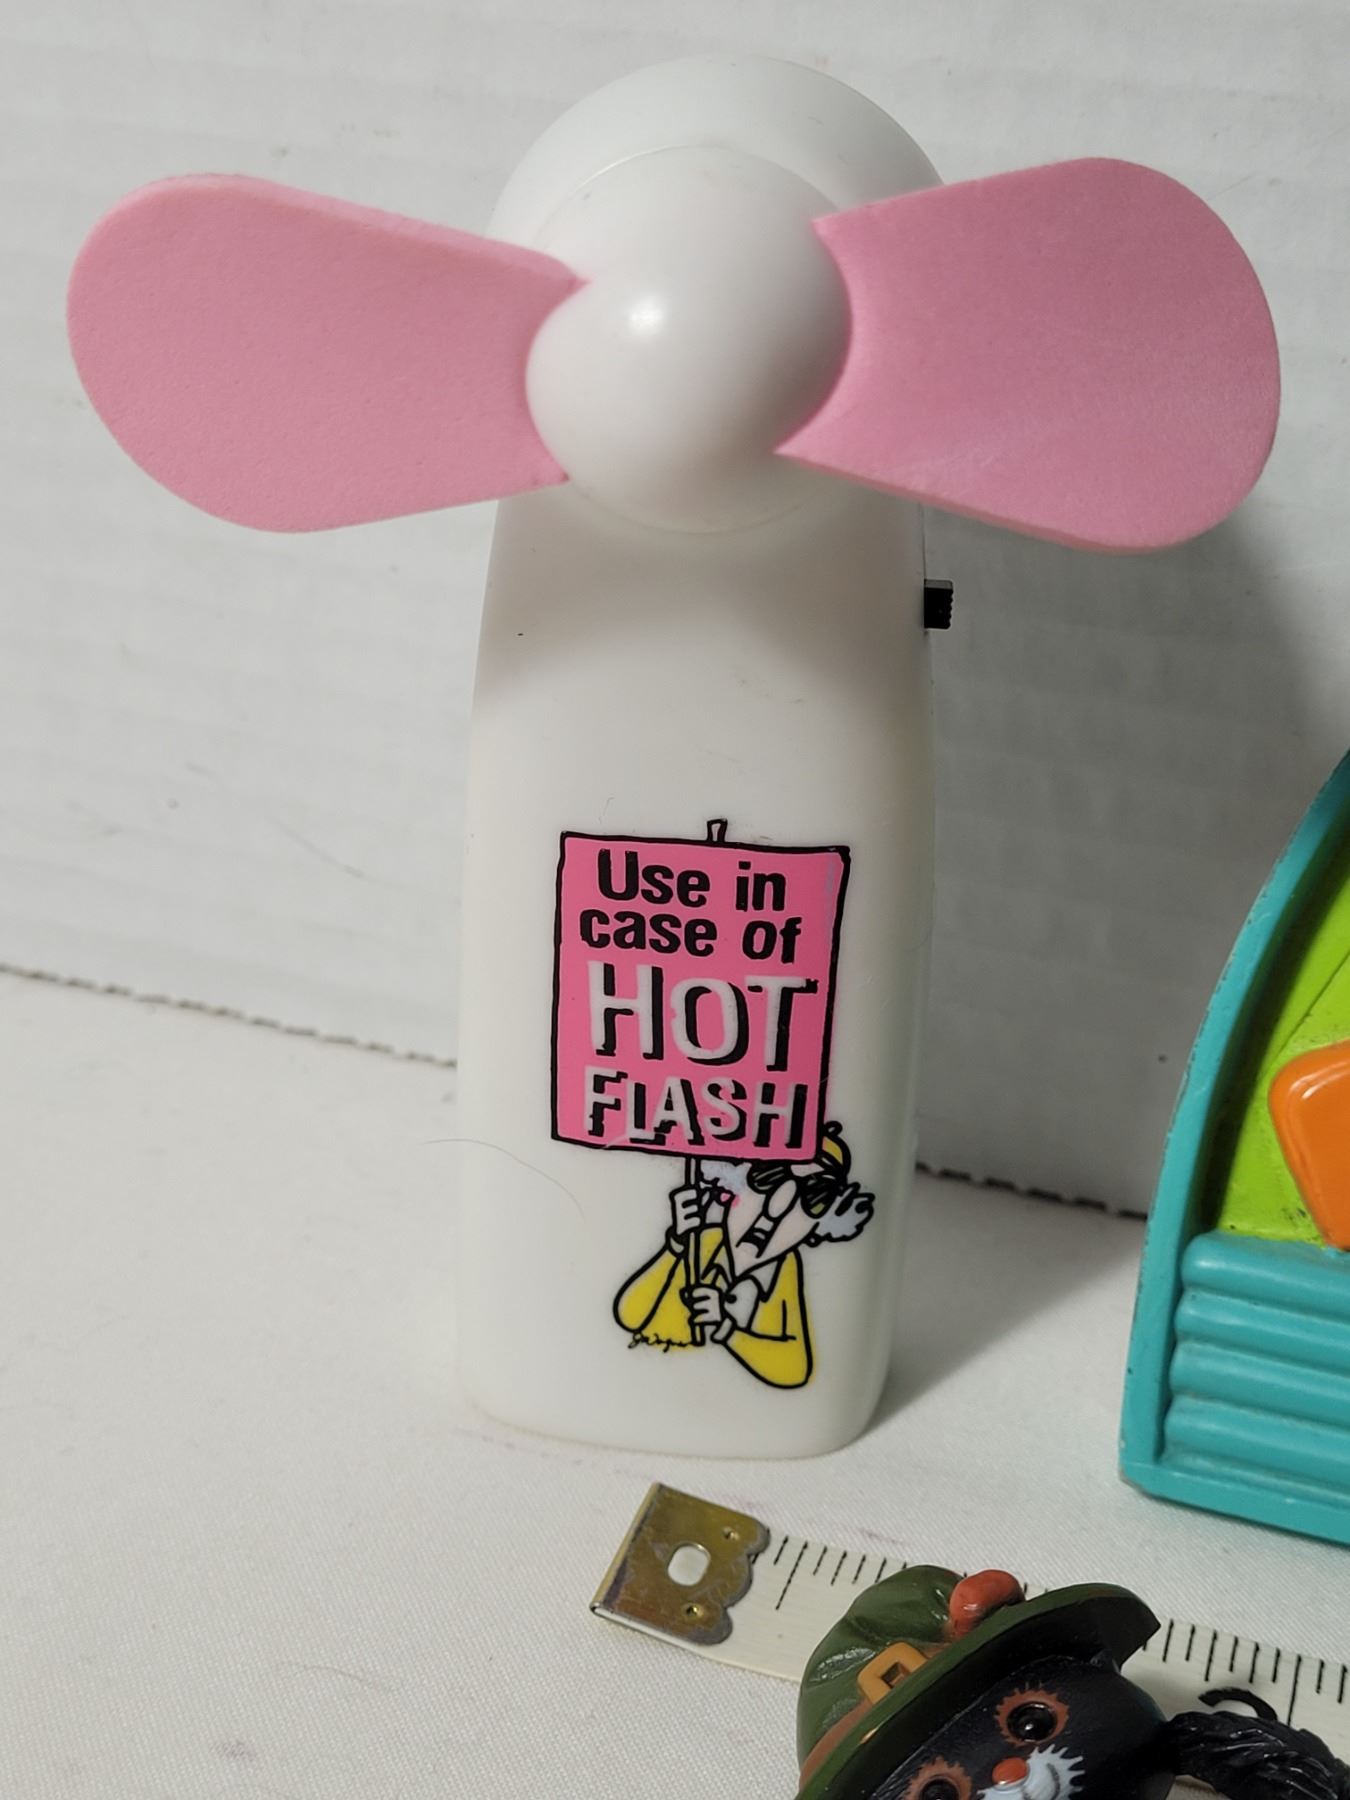 Use in
case of
HOT
FLASH